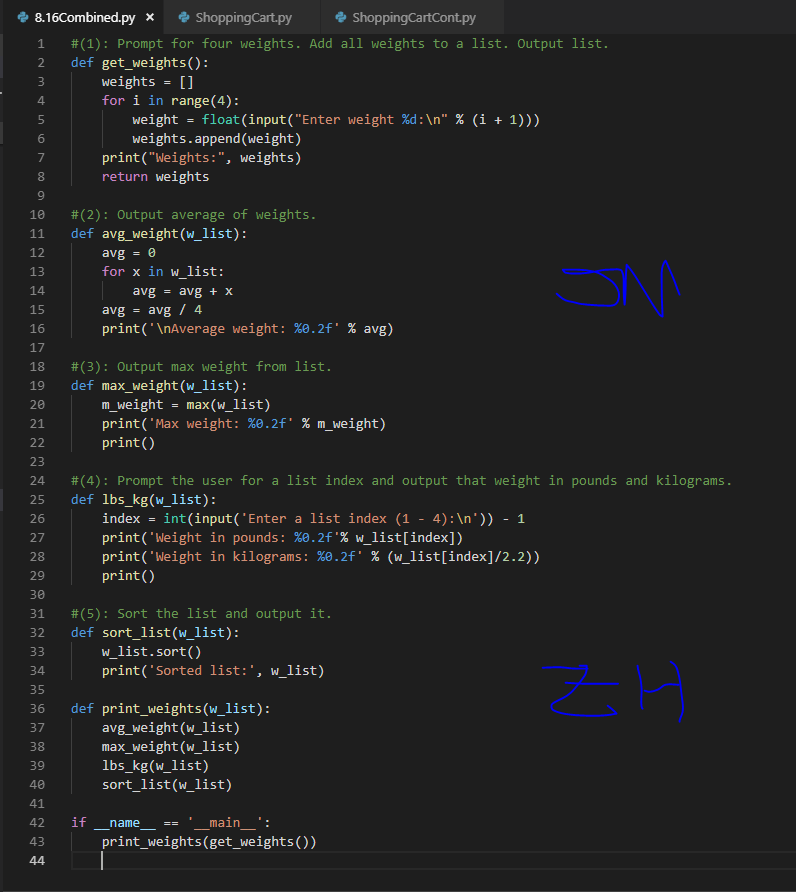 8.16Combined.py × ShoppingCart.py ShoppingCartCont.py
1 #(1): Prompt for four weights. Add all weights to a list. Output list.
2 def get_weights():
3     weights = []
4     for i in range(4):
5         weight = float(input("Enter weight %d:\n" % (i + 1)))
6         weights.append(weight)
7     print("Weights:", weights)
8     return weights
9
10 #(2): Output average of weights.
11 def avg_weight(w_list):
12     avg = 0
13     for x in w_list:
14         avg = avg + x
15     avg = avg / 4
16     print('\nAverage weight: %0.2f' % avg)
17
18 #(3): Output max weight from list.
19 def max_weight(w_list):
20     m_weight = max(w_list)
21     print('Max weight: %0.2f' % m_weight)
22     print()
23
24 #(4): Prompt the user for a list index and output that weight in pounds and kilograms.
25 def lbs_kg(w_list):
26     index = int(input('Enter a list index (1 - 4):\n')) - 1
27     print('Weight in pounds: %0.2f'% w_list[index])
28     print('Weight in kilograms: %0.2f' % (w_list[index]/2.2))
29     print()
30
31 #(5): Sort the list and output it.
32 def sort_list(w_list):
33     w_list.sort()
34     print('Sorted list:', w_list)
35
36 def print_weights(w_list):
37     avg_weight(w_list)
38     max_weight(w_list)
39     lbs_kg(w_list)
40     sort_list(w_list)
41
42 if __name__ == '__main__':
43     print_weights(get_weights())
44